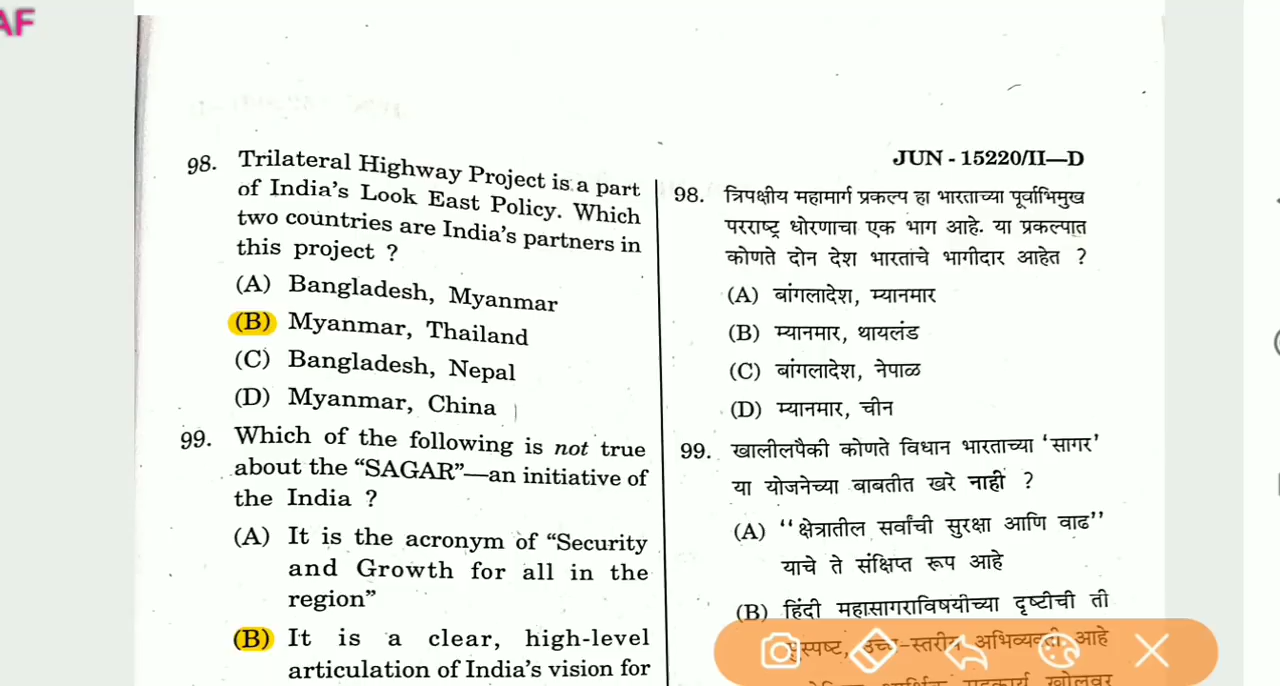 AF
JUN - 15220/II—D
98. Trilateral Highway Project is a part
of India's Look East Policy. Which
two countries are India's partners in
this project ?
(A) Bangladesh, Myanmar
(B) Myanmar, Thailand
(C) Bangladesh, Nepal
(D) Myanmar, China
99. Which of the following is not true
about the “SAGAR”—an initiative of
the India ?
(A) It is the acronym of “Security
and Growth for all in the
region”
(B) It is a clear, high-level
articulation of India's vision for
98. त्रिपक्षीय महामार्ग प्रकल्प हा भारताच्या पूर्वाभिमुख
परराष्ट्र धोरणाचा एक भाग आहे. या प्रकल्पात
कोणते दोन देश भारताचे भागीदार आहेत ?
(A) बांगलादेश, म्यानमार
(B) म्यानमार, थायलंड
(C) बांगलादेश, नेपाळ
(D) म्यानमार, चीन
99. खालीलपैकी कोणते विधान भारताच्या ‘सागर’
या योजनेच्या बाबतीत खरे नाही ?
(A) ‘‘क्षेत्रातील सर्वांची सुरक्षा आणि वाढ’’
याचे ते संक्षिप्त रूप आहे
(B) हिंदी महासागराविषयीच्या दृष्टीची ती
सुस्पष्ट, उच्च-स्तरीय अभिव्यक्ती आहे